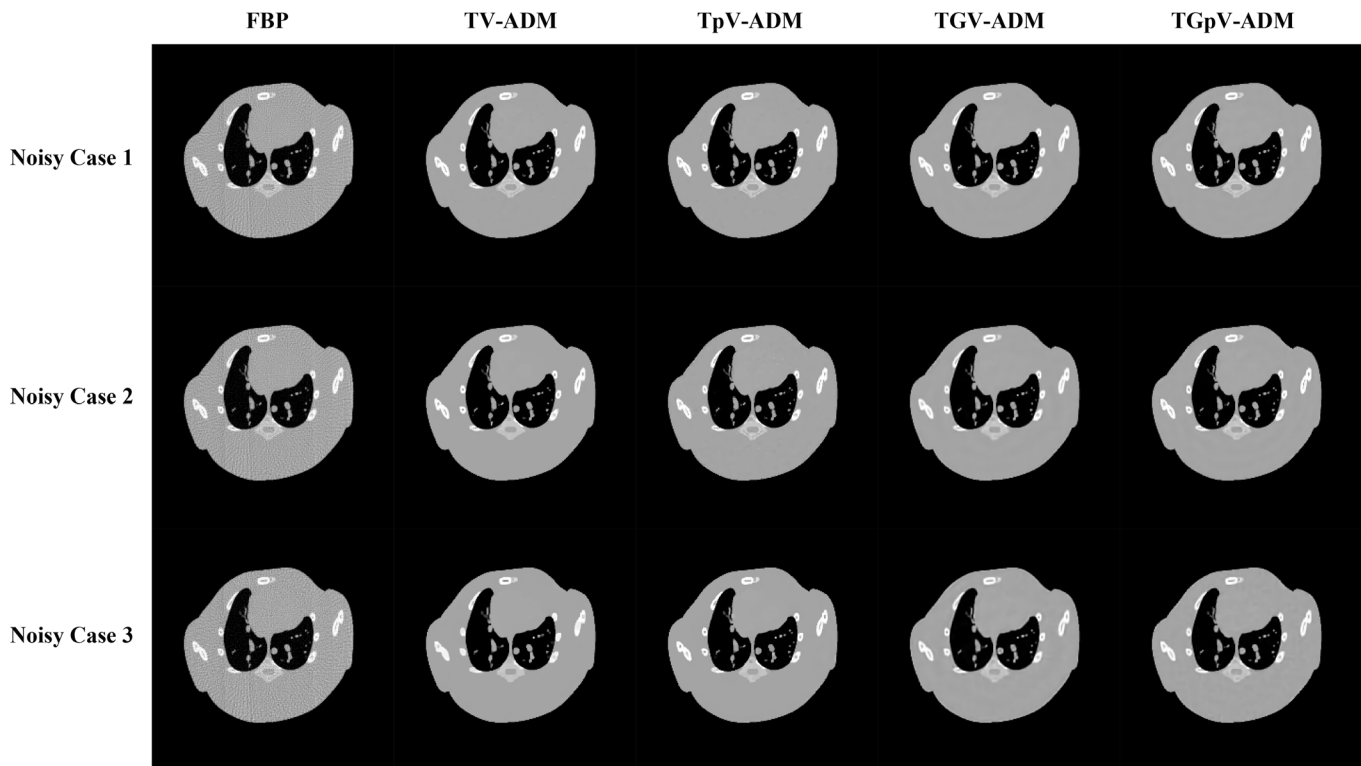 FBP TV-ADM TpV-ADM TGV-ADM TGpV-ADM
Noisy Case 1
Noisy Case 2
Noisy Case 3